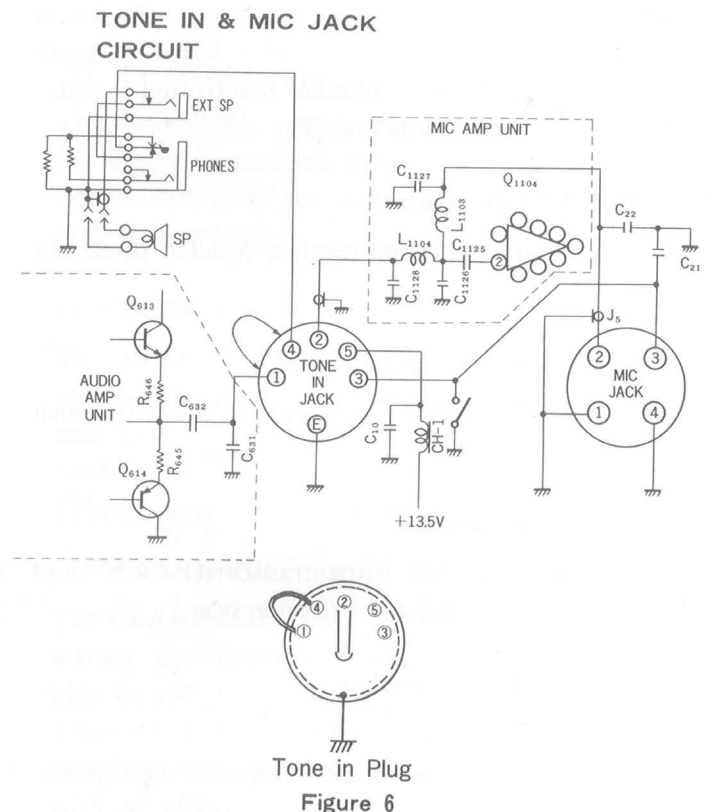 TONE IN & MIC JACK
CIRCUIT
EXT SP
PHONES
SP
MIC AMP UNIT
C1127
Q1104
L1103
L1104
C1125
2
C1128
C1126
C22
C21
J5
Q613
AUDIO
AMP
UNIT
R646
C632
R645
C631
Q614
4
2
5
1
3
TONE
IN
JACK
E
C10
CH-1
+13.5V
2
3
MIC
JACK
1
4
4
2
5
1
3
Tone in Plug
Figure 6